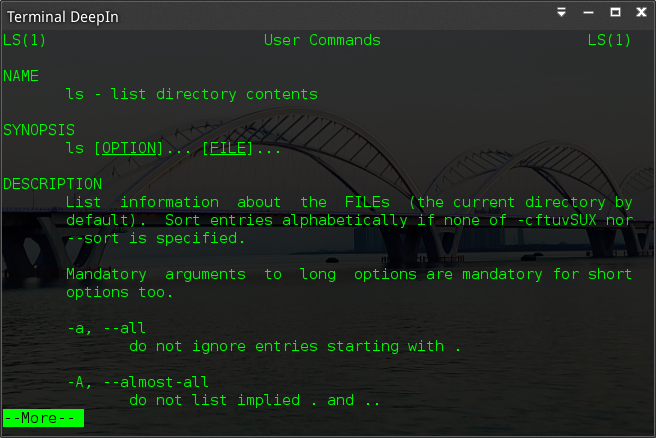 Terminal DeepIn
LS(1) User Commands LS(1)
NAME
ls - list directory contents
SYNOPSIS
ls [OPTION]... [FILE]...
DESCRIPTION
List information about the FILEs (the current directory by
default). Sort entries alphabetically if none of -cftuvSUX nor
--sort is specified.
Mandatory arguments to long options are mandatory for short
options too.
-a, --all
do not ignore entries starting with .
-A, --almost-all
do not list implied . and ..
--More--